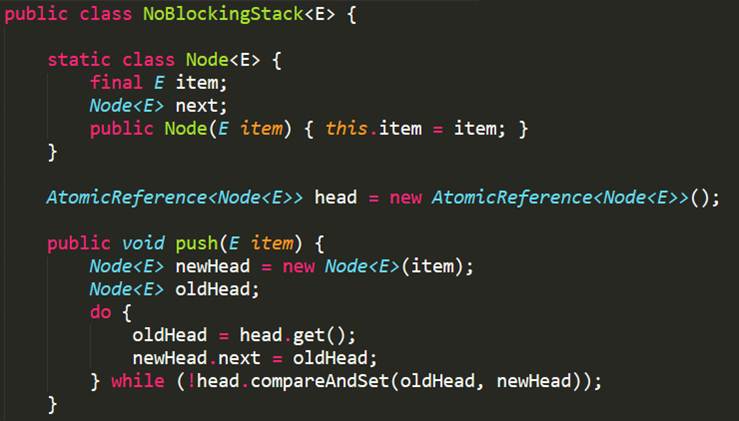 public class NoBlockingStack<E> {
static class Node<E> {
final E item;
Node<E> next;
public Node(E item) { this.item = item; }
}
AtomicReference<Node<E>> head = new AtomicReference<Node<E>>();
public void push(E item) {
Node<E> newHead = new Node<E>(item);
Node<E> oldHead;
do {
oldHead = head.get();
newHead.next = oldHead;
} while (!head.compareAndSet(oldHead, newHead));
}